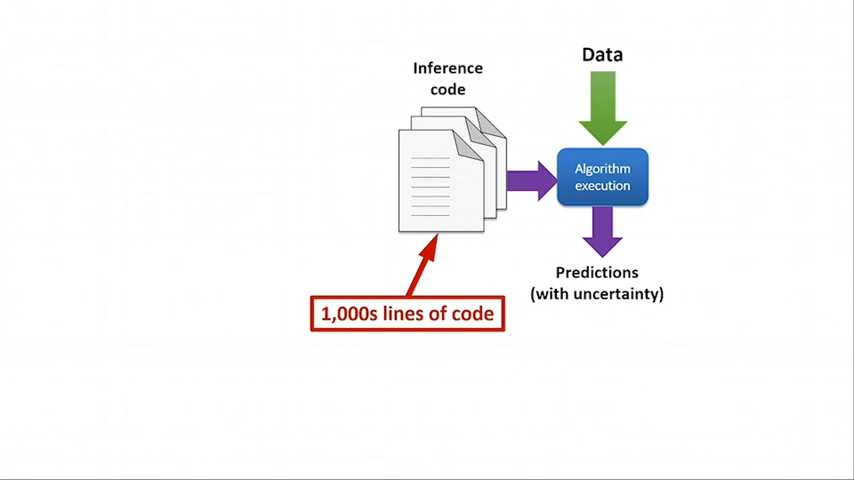 Inference
code
Data
Algorithm
execution
Predictions
(with uncertainty)
1,000s lines of code